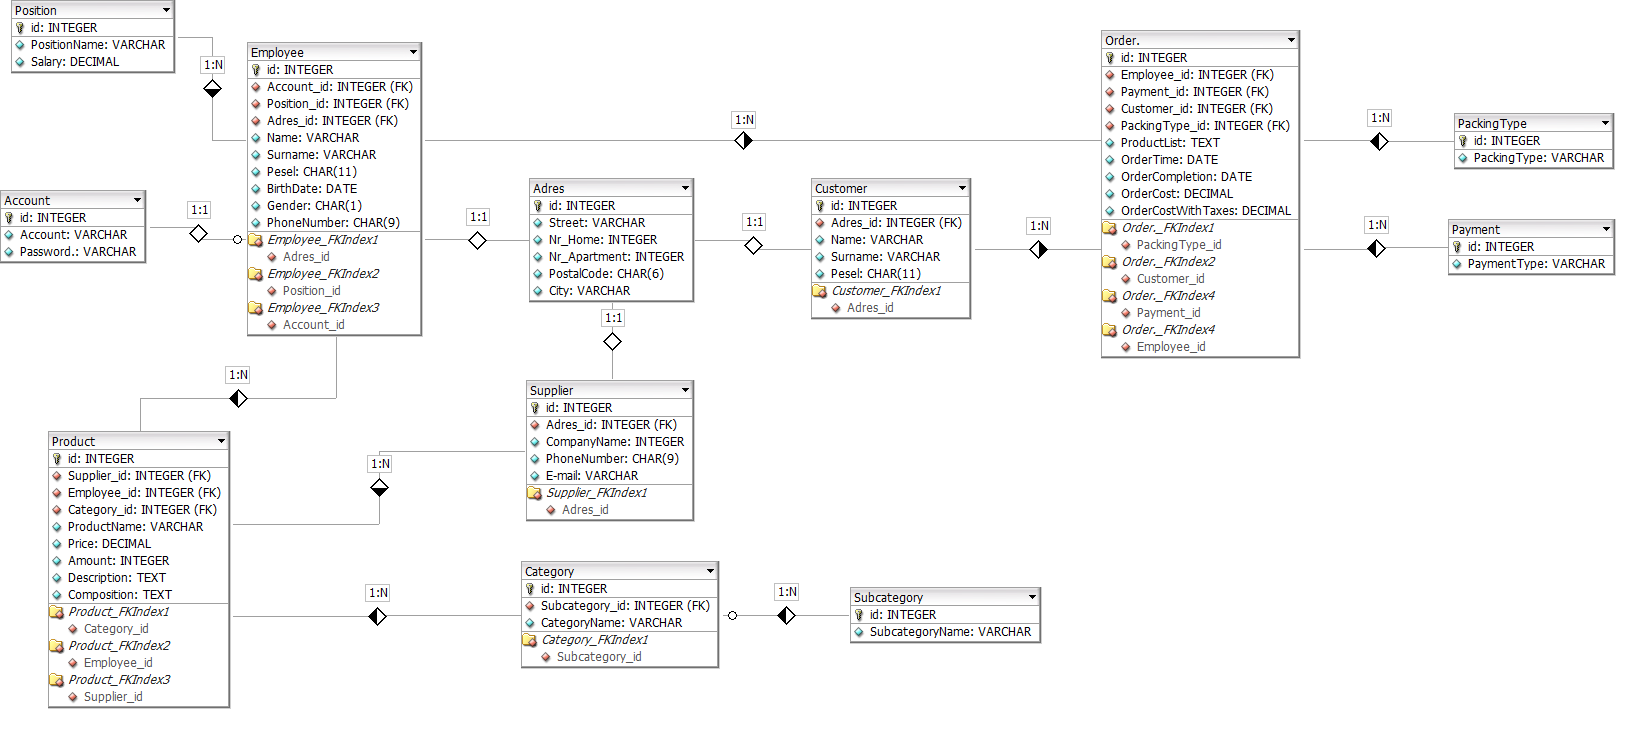 Position
id: INTEGER
PositionName: VARCHAR
Salary: DECIMAL
1:N
Employee
id: INTEGER
Account_id: INTEGER (FK)
Position_id: INTEGER (FK)
Adres_id: INTEGER (FK)
Name: VARCHAR
Surname: VARCHAR
Pesel: CHAR(11)
BirthDate: DATE
Gender: CHAR(1)
PhoneNumber: CHAR(9)
Employee_FKIndex1
Adres_id
Employee_FKIndex2
Position_id
Employee_FKIndex3
Account_id
1:N
Order.
id: INTEGER
Employee_id: INTEGER (FK)
Payment_id: INTEGER (FK)
Customer_id: INTEGER (FK)
PackingType_id: INTEGER (FK)
ProductList: TEXT
OrderTime: DATE
OrderCompletion: DATE
OrderCost: DECIMAL
OrderCostWithTaxes: DECIMAL
Order._FKIndex1
PackingType_id
Order._FKIndex2
Customer_id
Order._FKIndex4
Payment_id
Order._FKIndex4
Employee_id
1:N
PackingType
id: INTEGER
PackingType: VARCHAR
Account
id: INTEGER
Account: VARCHAR
Password.: VARCHAR
1:1
1:1
Adres
id: INTEGER
Street: VARCHAR
Nr_Home: INTEGER
Nr_Apartment: INTEGER
PostalCode: CHAR(6)
City: VARCHAR
1:1
Customer
id: INTEGER
Adres_id: INTEGER (FK)
Name: VARCHAR
Surname: VARCHAR
Pesel: CHAR(11)
Customer_FKIndex1
Adres_id
1:N
1:N
Payment
id: INTEGER
PaymentType: VARCHAR
1:1
1:N
Supplier
id: INTEGER
Adres_id: INTEGER (FK)
CompanyName: INTEGER
PhoneNumber: CHAR(9)
E-mail: VARCHAR
Supplier_FKIndex1
Adres_id
Product
id: INTEGER
Supplier_id: INTEGER (FK)
Employee_id: INTEGER (FK)
Category_id: INTEGER (FK)
ProductName: VARCHAR
Price: DECIMAL
Amount: INTEGER
Description: TEXT
Composition: TEXT
Product_FKIndex1
Category_id
Product_FKIndex2
Employee_id
Product_FKIndex3
Supplier_id
1:N
1:N
Category
id: INTEGER
Subcategory_id: INTEGER (FK)
CategoryName: VARCHAR
Category_FKIndex1
Subcategory_id
1:N
Subcategory
id: INTEGER
SubcategoryName: VARCHAR